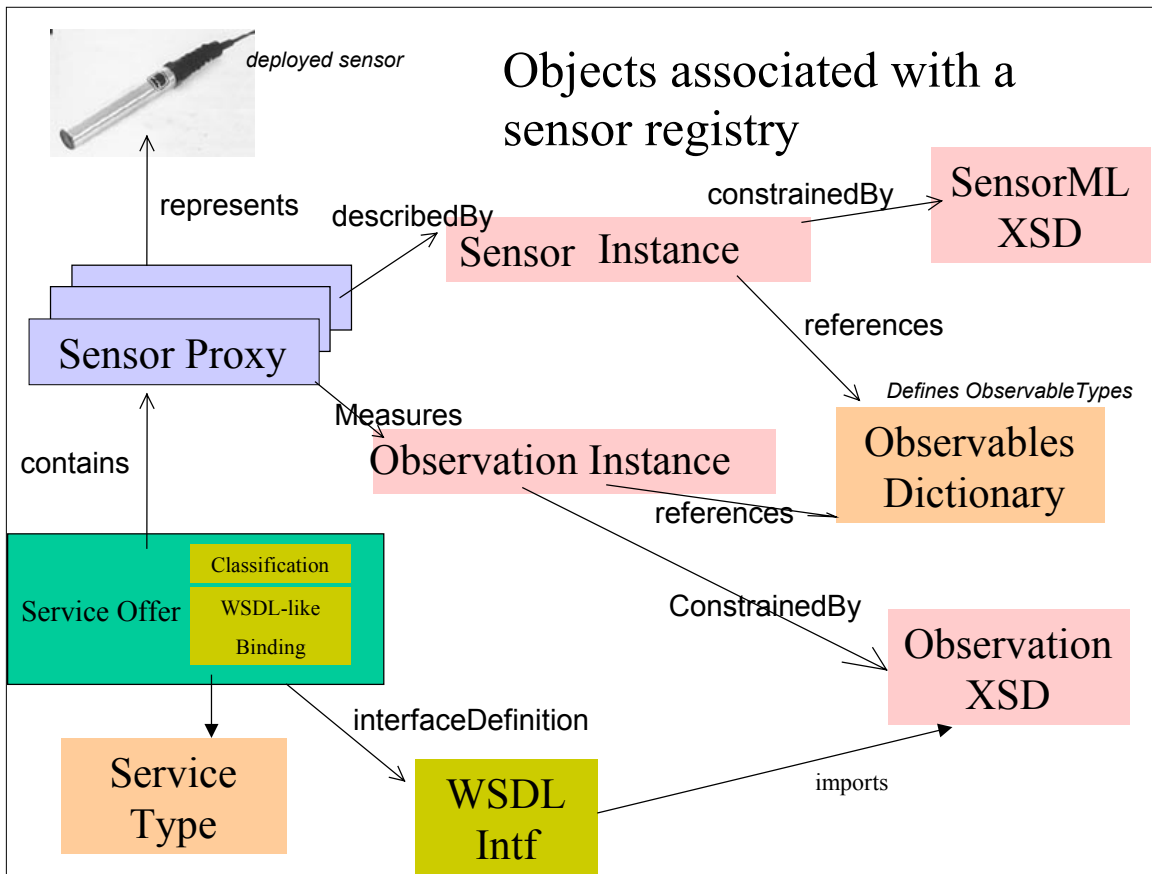 deployed sensor
Objects associated with a
sensor registry
represents
describedBy
constrainedBy
SensorML
XSD
Sensor Instance
references
Sensor Proxy
Defines ObservableTypes
Measures
Observables
Dictionary
contains
Observation Instance
references
Classification
Service Offer
WSDL-like
Binding
ConstrainedBy
Observation
XSD
interfaceDefinition
Service
Type
WSDL
Intf
imports